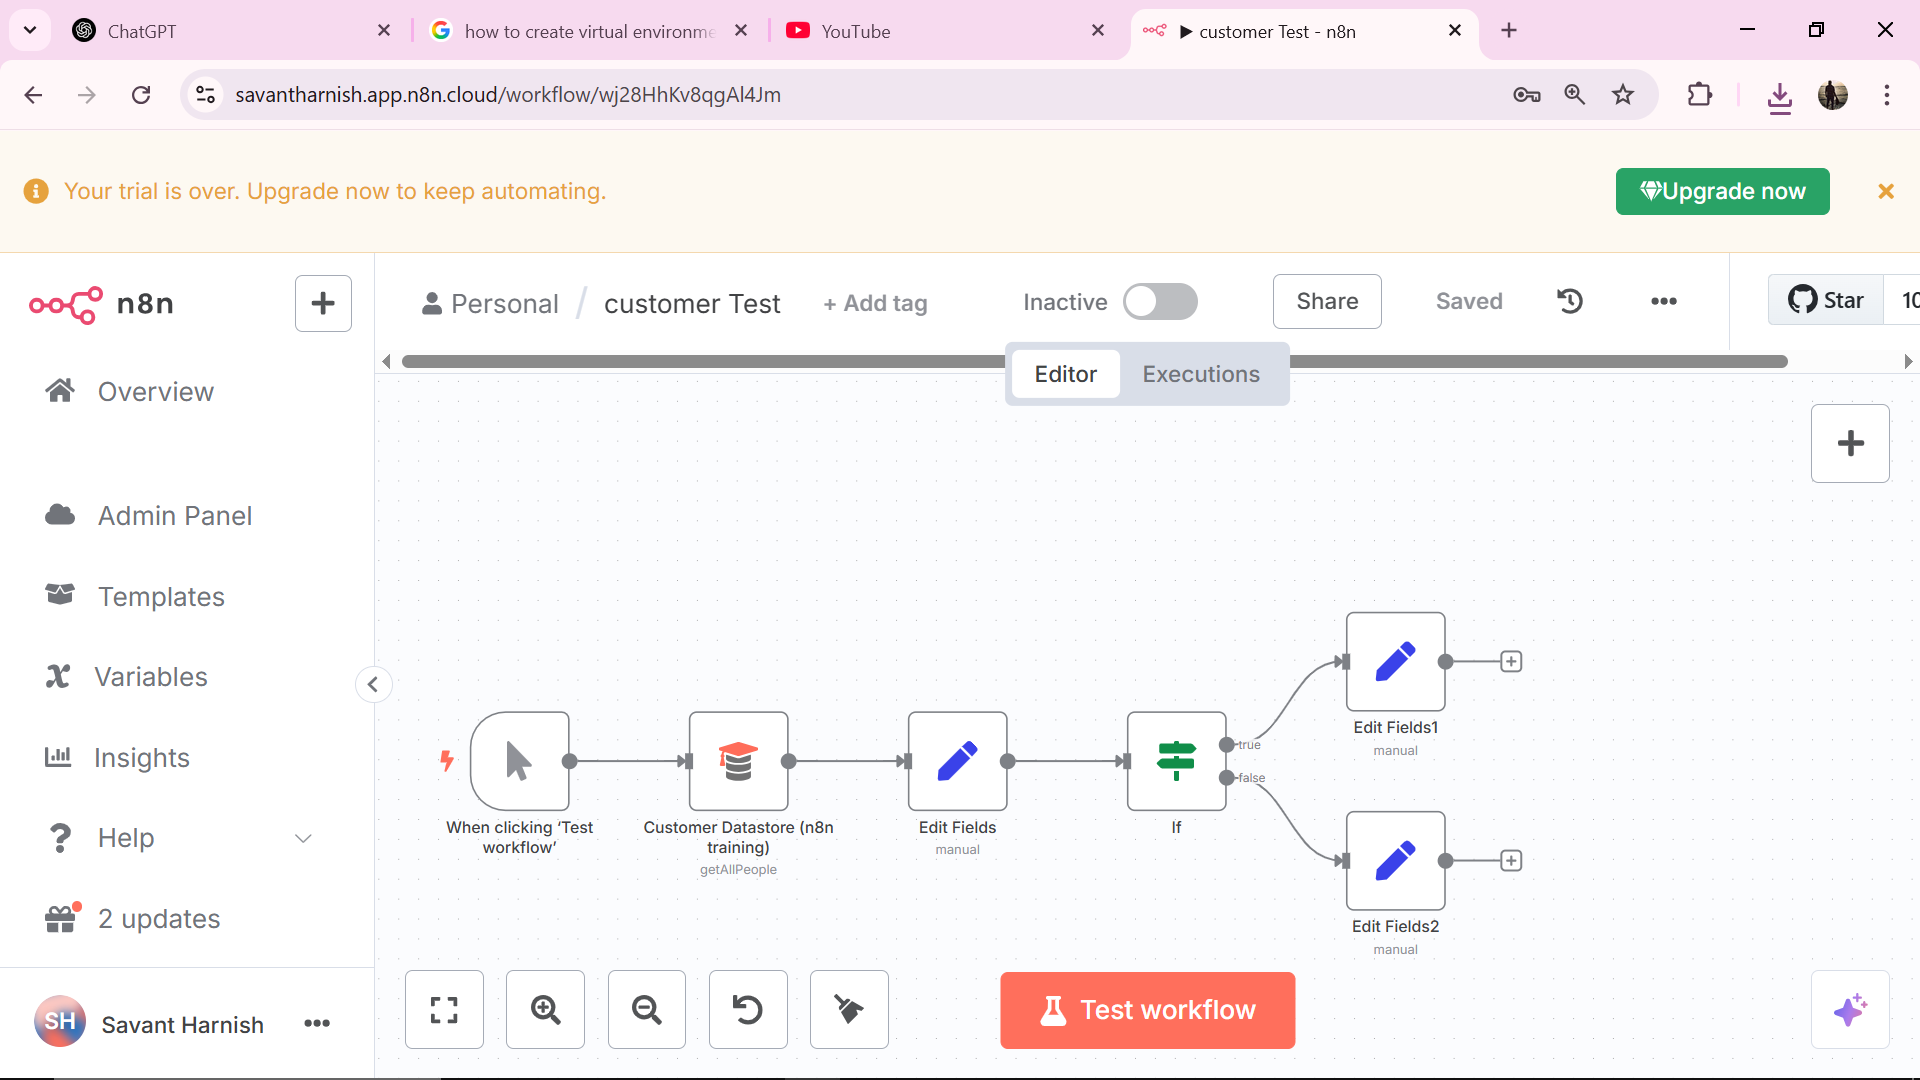 ChatGPT
how to create virtual environme
YouTube
▶ customer Test - n8n
savantharnish.app.n8n.cloud/workflow/wj28HhKv8qgAl4Jm
Your trial is over. Upgrade now to keep automating.
Upgrade now
n8n
Personal / customer Test
+ Add tag
Inactive
Share
Saved
Star
10
Editor
Executions
Overview
Admin Panel
Templates
Variables
Insights
Help
2 updates
SH
Savant Harnish
When clicking ‘Test
workflow’
Customer Datastore (n8n
training)
getAllPeople
Edit Fields
manual
If
true
false
Edit Fields1
manual
Edit Fields2
manual
Test workflow